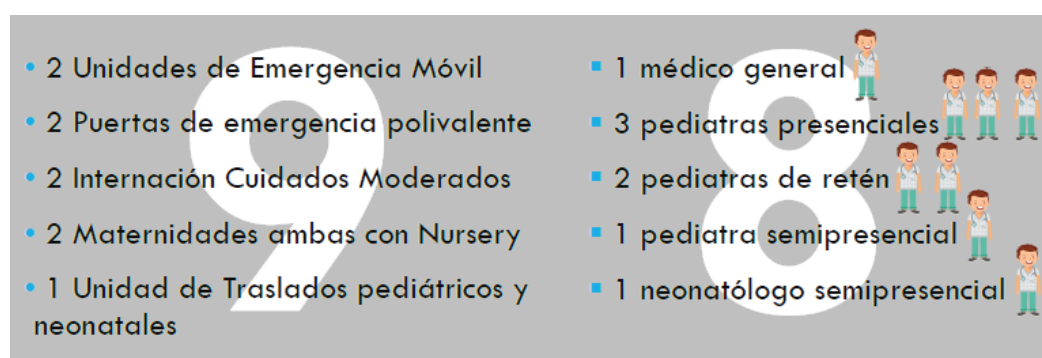 9
• 2 Unidades de Emergencia Móvil
• 2 Puertas de emergencia polivalente
• 2 Internación Cuidados Moderados
• 2 Maternidades ambas con Nursery
• 1 Unidad de Traslados pediátricos y
neonatales
8
▪ 1 médico general
▪ 3 pediatras presenciales
▪ 2 pediatras de retén
▪ 1 pediatra semipresencial
▪ 1 neonatólogo semipresencial